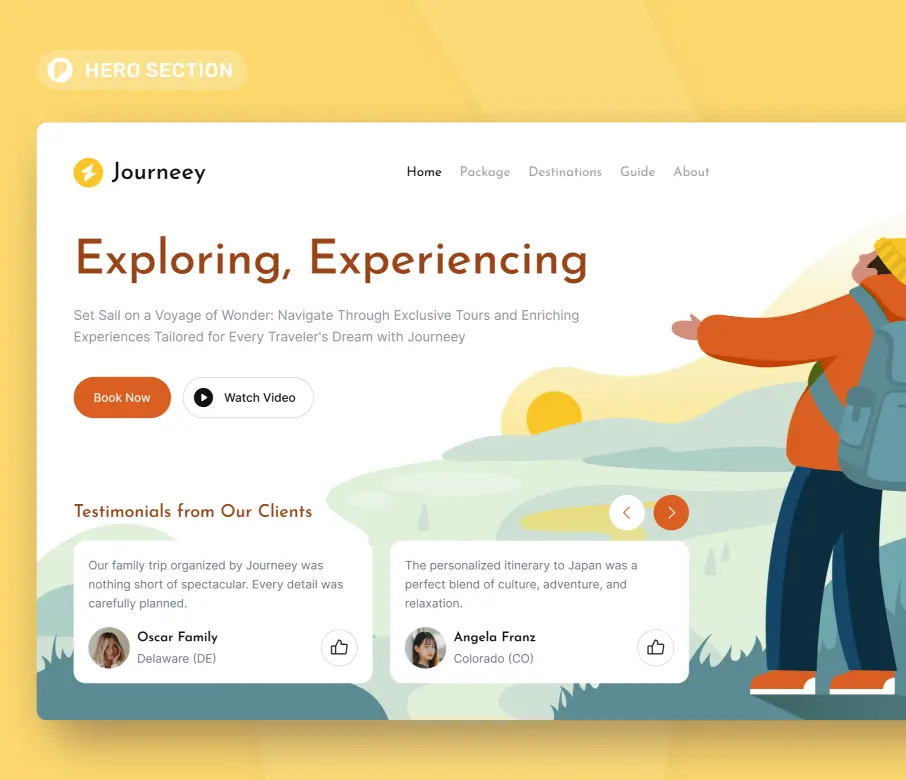 HERO SECTION
Journeey
Home Package Destinations Guide About
Exploring, Experiencing
Set Sail on a Voyage of Wonder: Navigate Through Exclusive Tours and Enriching
Experiences Tailored for Every Traveler's Dream with Journeey
Book Now
Watch Video
Testimonials from Our Clients
Our family trip organized by Journeey was
nothing short of spectacular. Every detail was
carefully planned.
Oscar Family
Delaware (DE)
The personalized itinerary to Japan was a
perfect blend of culture, adventure, and
relaxation.
Angela Franz
Colorado (CO)